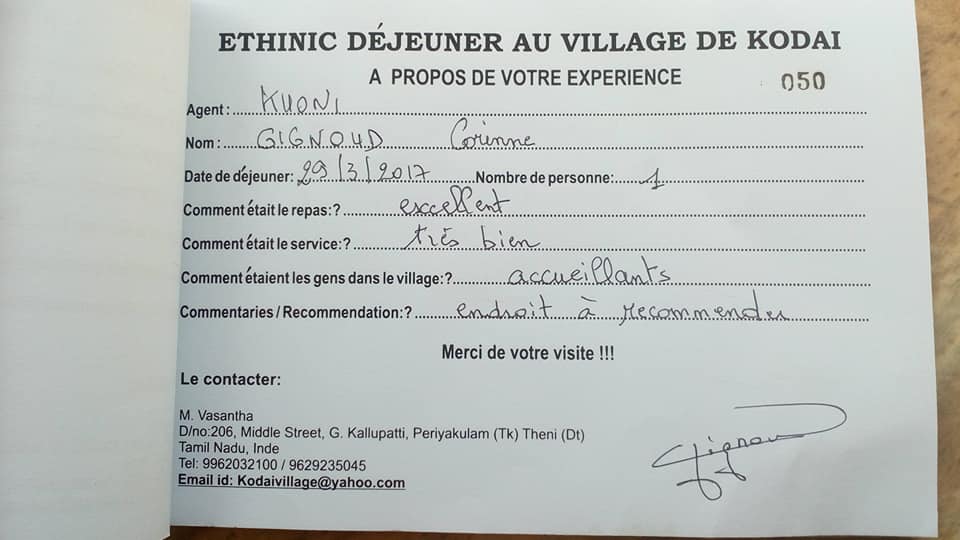 ETHINIC DÉJEUNER AU VILLAGE DE KODAI
A PROPOS DE VOTRE EXPERIENCE 050
Agent: KUONI
Nom: GIGNOUD Corinne
Date de déjeuner: 29/3/2017 Nombre de personne: 1
Comment était le repas:? excellent
Comment était le service:? très bien
Comment étaient les gens dans le village:? accueillants
Commentaries / Recommendation:? endroit à recommender
Merci de votre visite !!!
Le contacter:
M. Vasantha
D/no:206, Middle Street, G. Kallupatti, Periyakulam (Tk) Theni (Dt)
Tamil Nadu, Inde
Tel: 9962032100 / 9629235045
Email id: Kodaivillage@yahoo.com